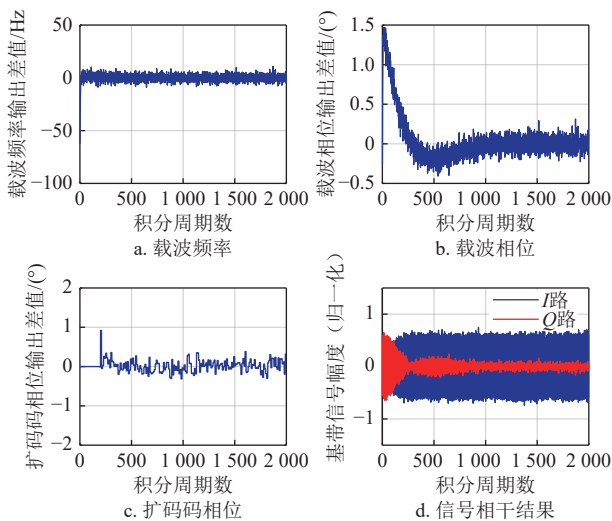 载波频率输出差值/Hz
50
0
−50
−100
0 500 1 000 1 500 2 000
积分周期数
a. 载波频率
载波相位输出差值/(°)
1.5
1.0
0.5
0
−0.5
0 500 1 000 1 500 2 000
积分周期数
b. 载波相位
扩码码相位输出差值/(°)
2
1
0
−1
−2
0 500 1 000 1 500 2 000
积分周期数
c. 扩码码相位
基带信号幅度（归一化）
1
0
−1
I路
Q路
0 500 1 000 1 500 2 000
积分周期数
d. 信号相干结果